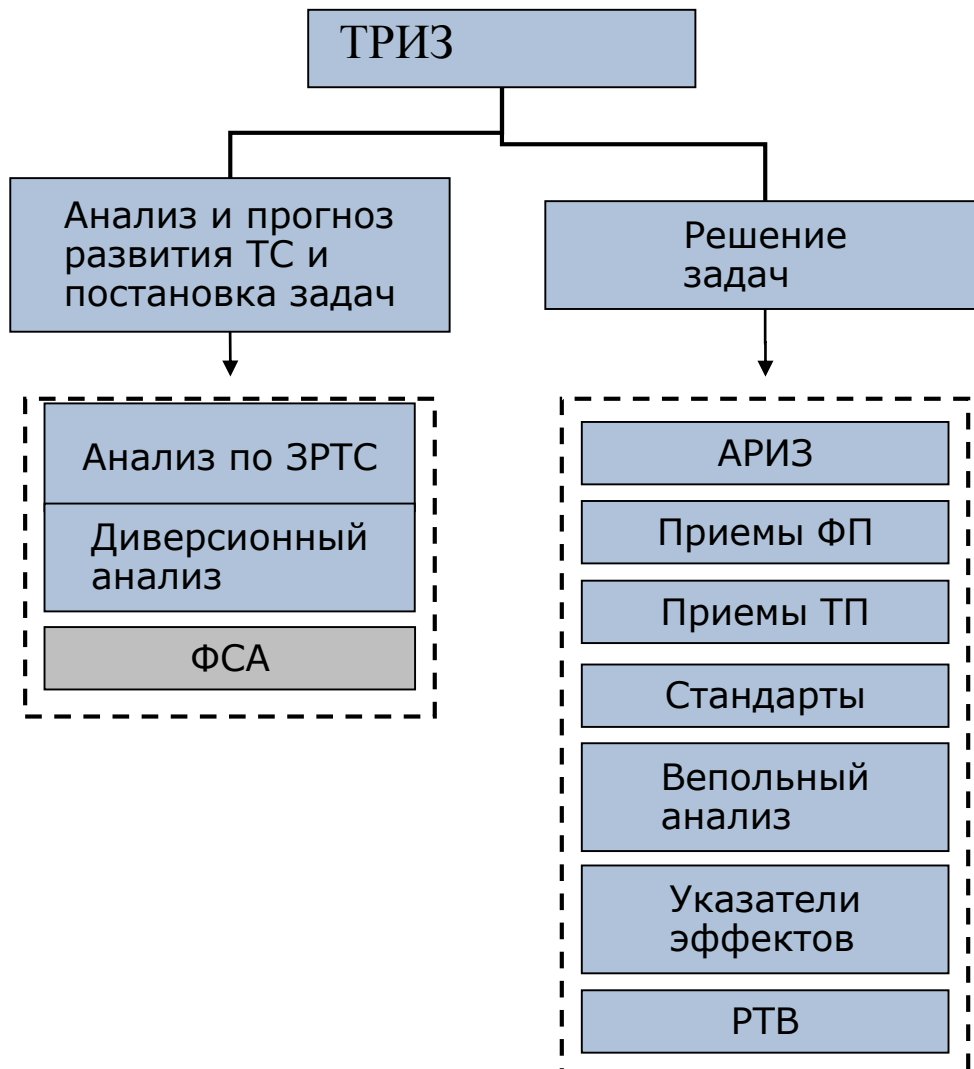 ТРИЗ
Анализ и прогноз
развития ТС и
постановка задач
Решение
задач
Анализ по ЗРТС
Диверсионный
анализ
ФСА
АРИЗ
Приемы ФП
Приемы ТП
Стандарты
Вепольный
анализ
Указатели
эффектов
РТВ